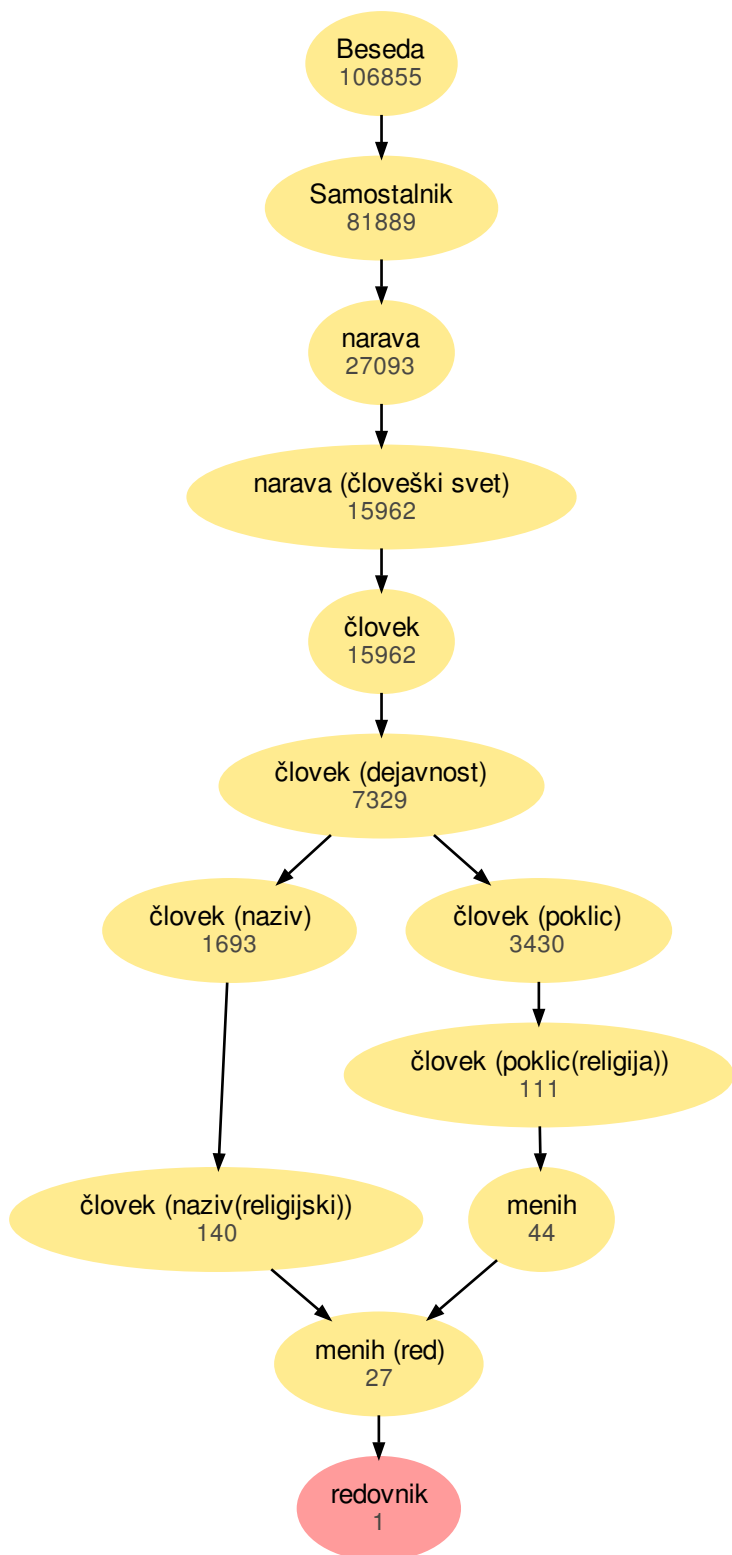 Beseda
106855
Samostalnik
81889
narava
27093
narava (človeški svet)
15962
človek
15962
človek (dejavnost)
7329
človek (naziv)
1693
človek (poklic)
3430
človek (poklic(religija))
111
človek (naziv(religijski))
140
menih
44
menih (red)
27
redovnik
1